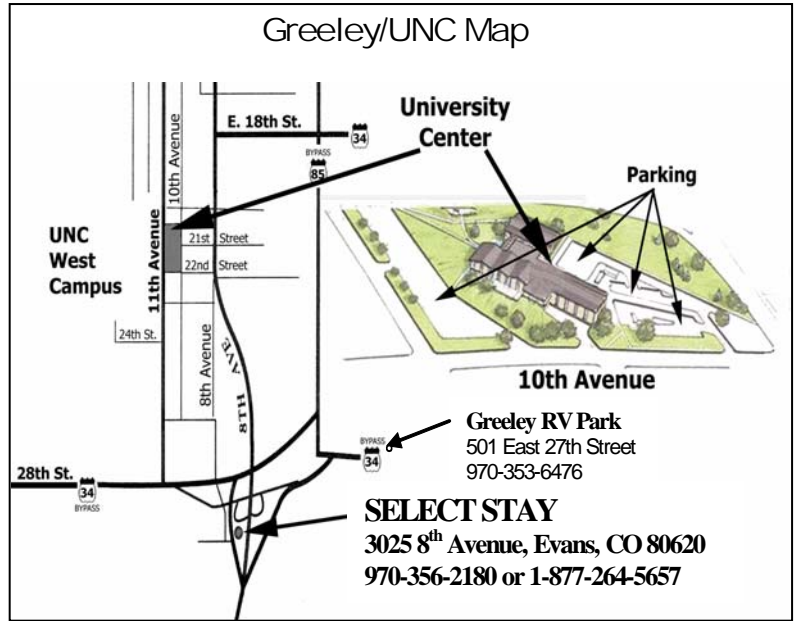 Greeley/UNC Map
University
Center
E. 18th St.
34
BYPASS
85
10th Avenue
Parking
UNC
West
Campus
11th Avenue
21st Street
22nd Street
24th St.
8th Avenue
8TH AVE
10th Avenue
Greeley RV Park
501 East 27th Street
970-353-6476
BYPASS
34
28th St.
34
BYPASS
SELECT STAY
3025 8th Avenue, Evans, CO 80620
970-356-2180 or 1-877-264-5657